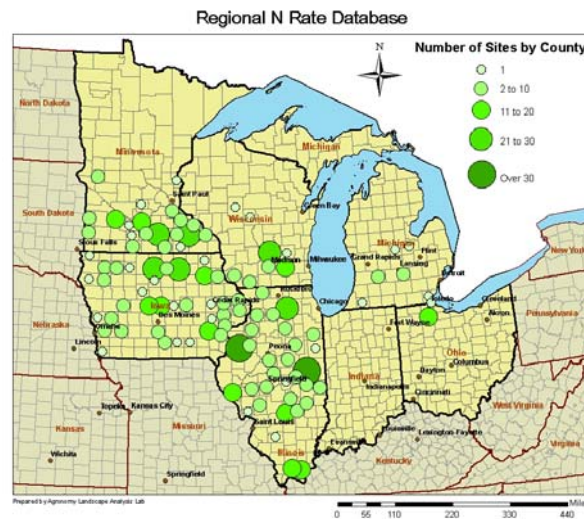 Regional N Rate Database
Number of Sites by County
N
1
2 to 10
11 to 20
21 to 30
Over 30
North Dakota
Minnesota
Michigan
Saint Paul
Wisconsin
Green Bay
South Dakota
Sioux Falls
Michigan
Grand Rapids
Flint
Lansing
Detroit
New York
Madison
Milwaukee
Rockford
Chicago
Toledo
Cleveland
Akron
Pennsylvania
Iowa
Cedar Rapids
Des Moines
Omaha
Nebraska
Lincoln
Fort Wayne
Peoria
Ohio
Columbus
Dayton
Indiana
Indianapolis
Cincinnati
Springfield
Topeka
Kansas City
Missouri
Saint Louis
West Virginia
Virginia
Kansas
Wichita
Illinois
Evansville
Louisville
Lexington-Fayette
Kentucky
Springfield
Prepared by Agronomy Landscape Analysis Lab
Miles
0 55 110 220 330 440